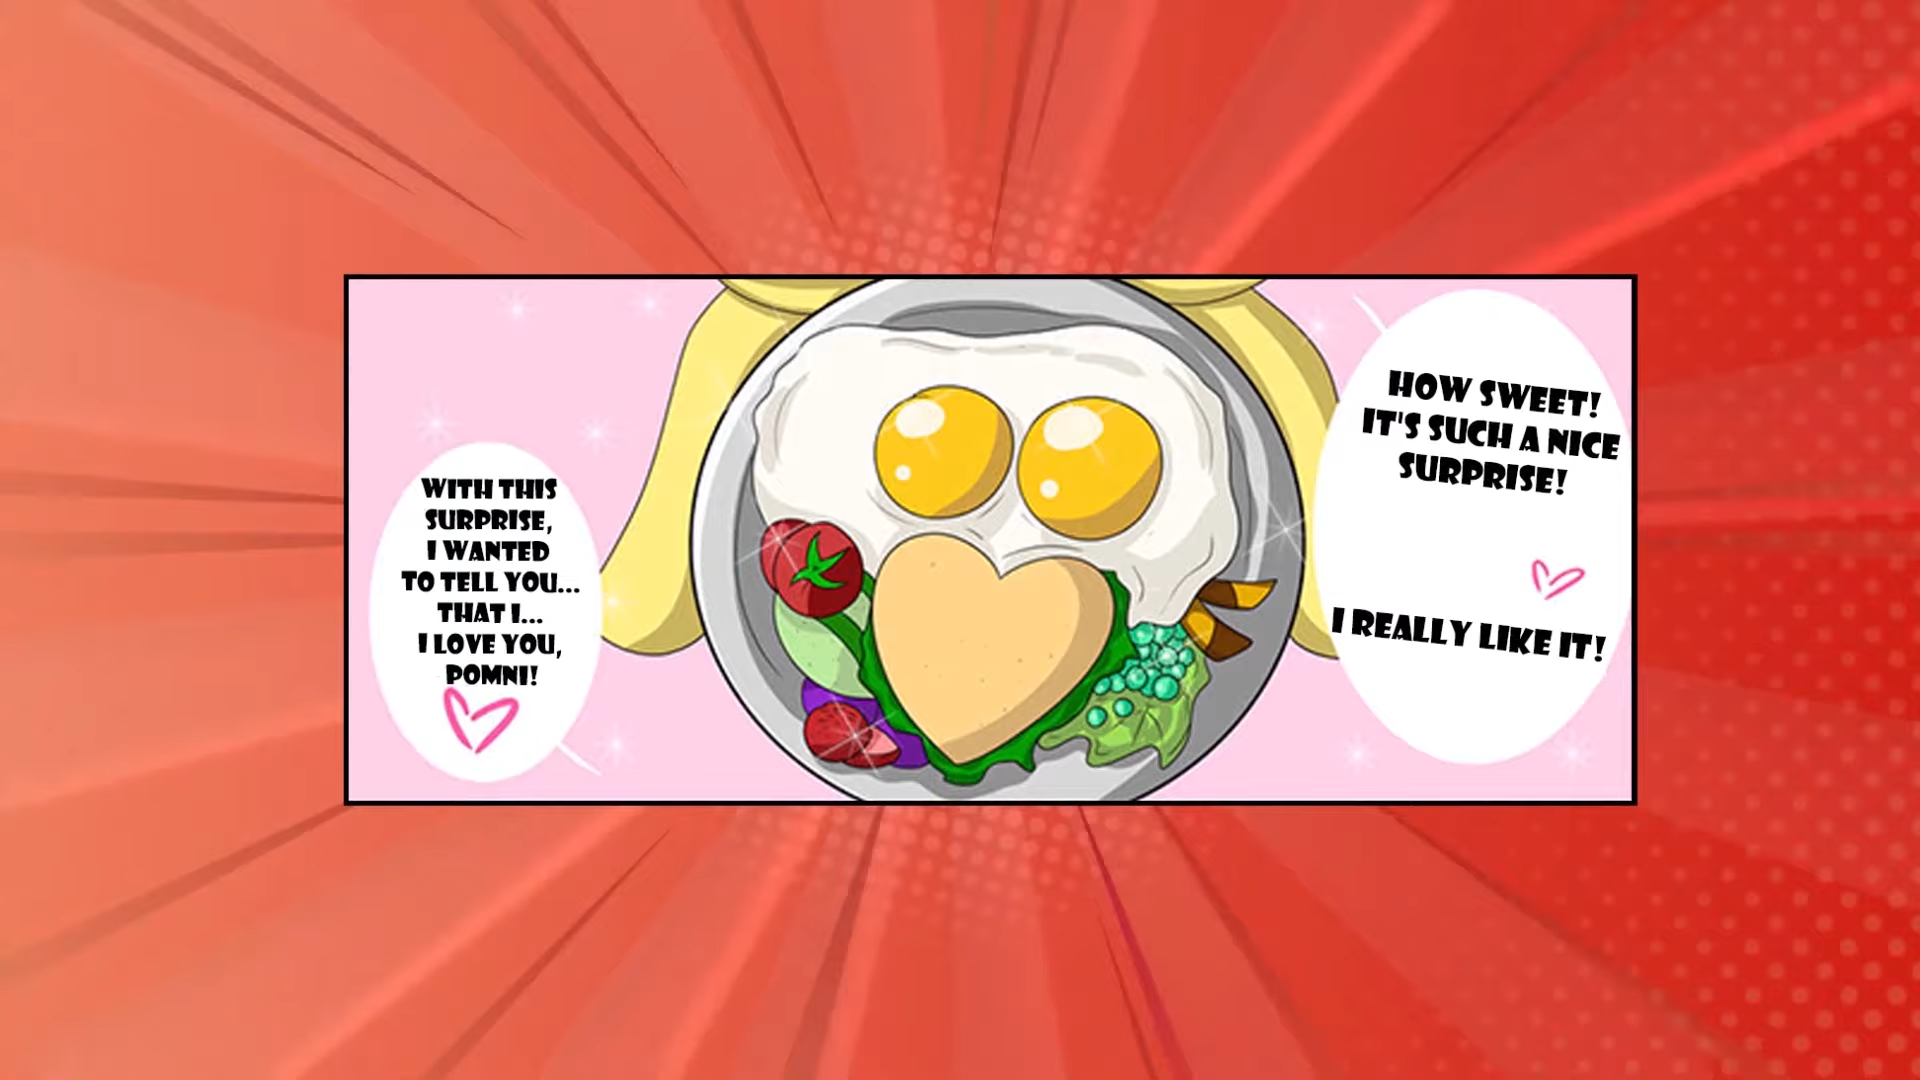 WITH THIS
SURPRISE,
I WANTED
TO TELL YOU...
THAT I...
I LOVE YOU,
POMNI!
HOW SWEET!
IT'S SUCH A NICE
SURPRISE!
I REALLY LIKE IT!